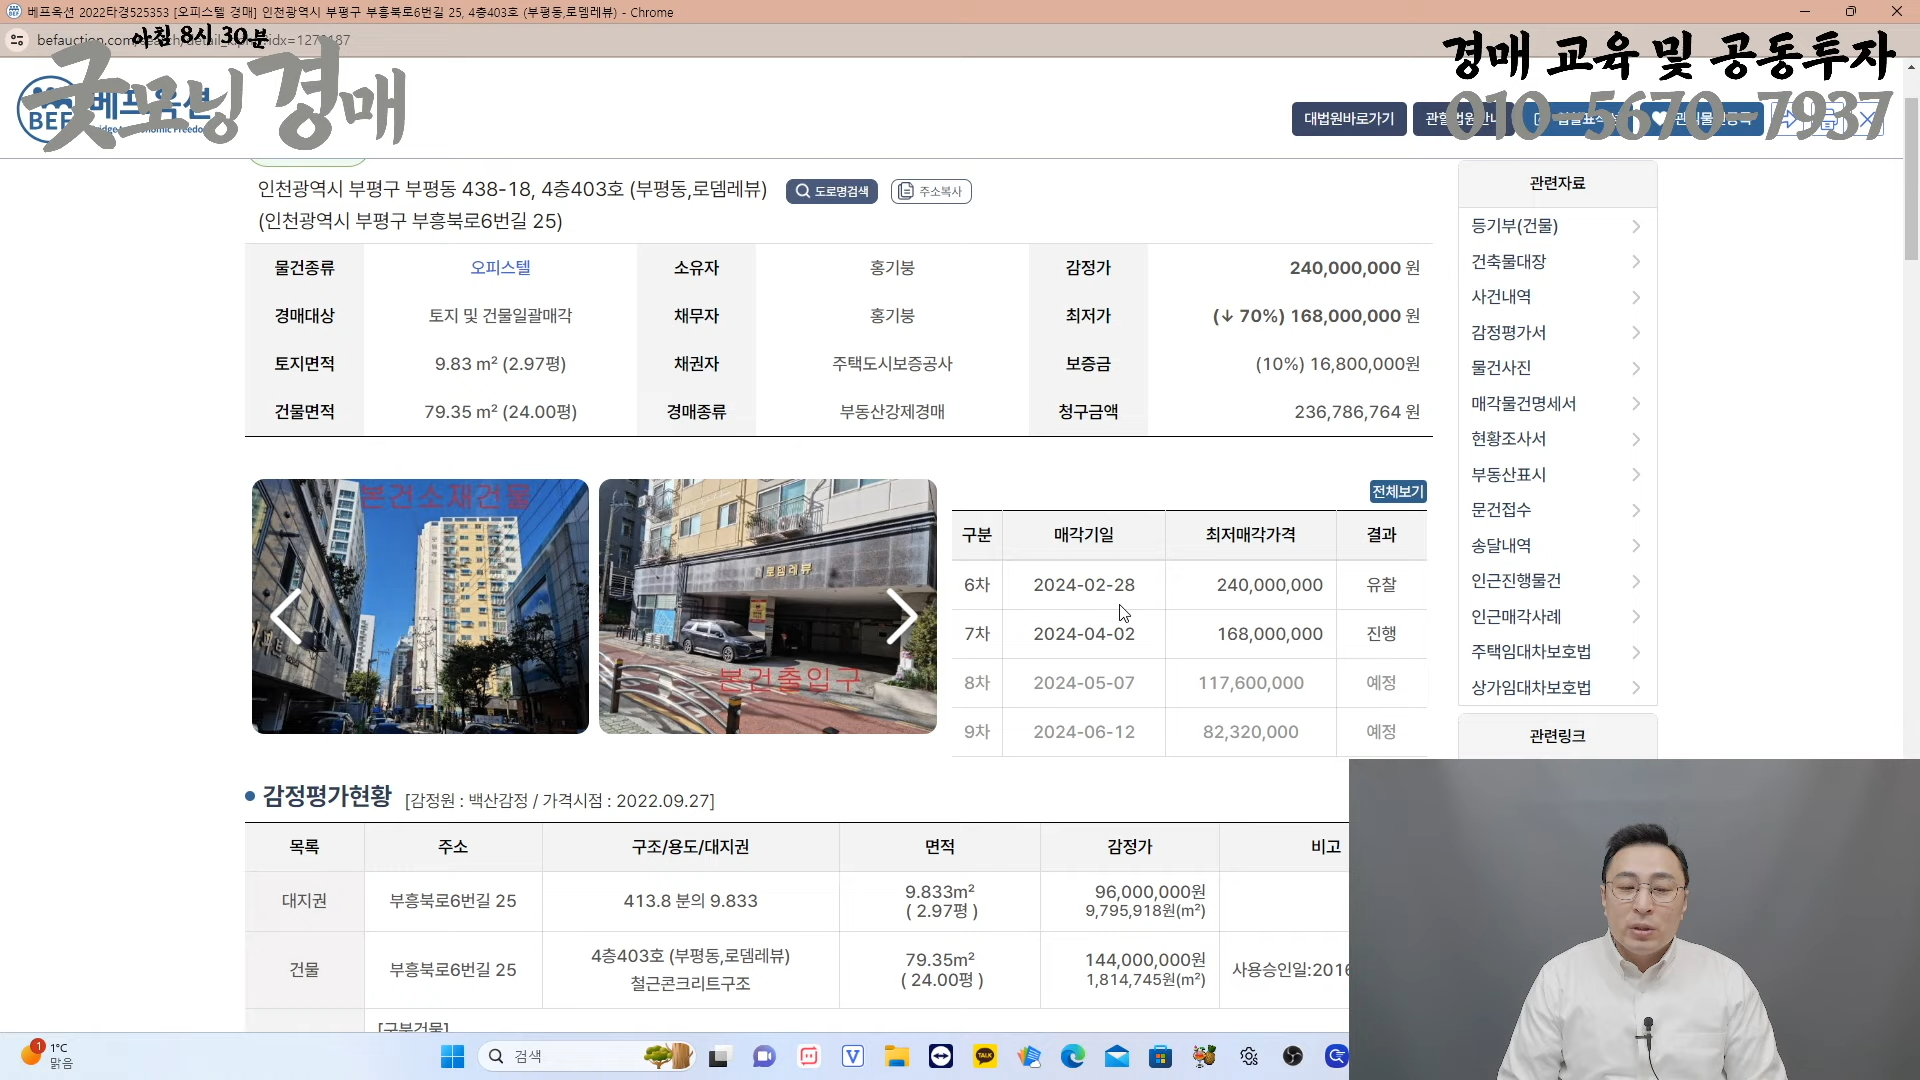 베프옥션 2022타경525353 [오피스텔 경매] 인천광역시 부평구 부흥북로6번길 25, 4층403호 (부평동,로뎀레뷰) - Chrome
아침 8시 30분
굿모닝경매
경매 교육 및 공동투자
010-5670-7937
BEF
베프옥션
대법원바로가기
인천광역시 부평구 부평동 438-18, 4층403호 (부평동,로뎀레뷰) 도로명검색 주소복사
(인천광역시 부평구 부흥북로6번길 25)
물건종류 오피스텔 소유자 홍기붕 감정가 240,000,000 원
경매대상 토지 및 건물일괄매각 채무자 홍기붕 최저가 (↓ 70%) 168,000,000 원
토지면적 9.83 m² (2.97평) 채권자 주택도시보증공사 보증금 (10%) 16,800,000원
건물면적 79.35 m² (24.00평) 경매종류 부동산강제경매 청구금액 236,786,764 원
본건소재건물
로뎀레뷰
본건출입구
전체보기
구분 매각기일 최저매각가격 결과
6차 2024-02-28 240,000,000 유찰
7차 2024-04-02 168,000,000 진행
8차 2024-05-07 117,600,000 예정
9차 2024-06-12 82,320,000 예정
관련자료
등기부(건물)
건축물대장
사건내역
감정평가서
물건사진
매각물건명세서
현황조사서
부동산표시
문건접수
송달내역
인근진행물건
인근매각사례
주택임대차보호법
상가임대차보호법
관련링크
감정평가현황 [감정원 : 백산감정 / 가격시점 : 2022.09.27]
목록 주소 구조/용도/대지권 면적 감정가 비고
대지권 부흥북로6번길 25 413.8 분의 9.833 9.833m² ( 2.97평 ) 96,000,000원 9,795,918원(m²)
건물 부흥북로6번길 25 4층403호 (부평동,로뎀레뷰) 철근콘크리트구조 79.35m² ( 24.00평 ) 144,000,000원 1,814,745원(m²) 사용승인일:2016
[구분건물]
1
1°C
맑음
검색
V
TALK